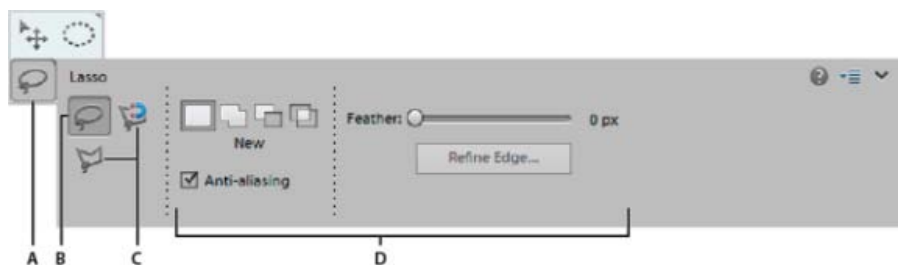 Lasso
Feather: 0 px
New
Refine Edge...
Anti-aliasing
A B C D